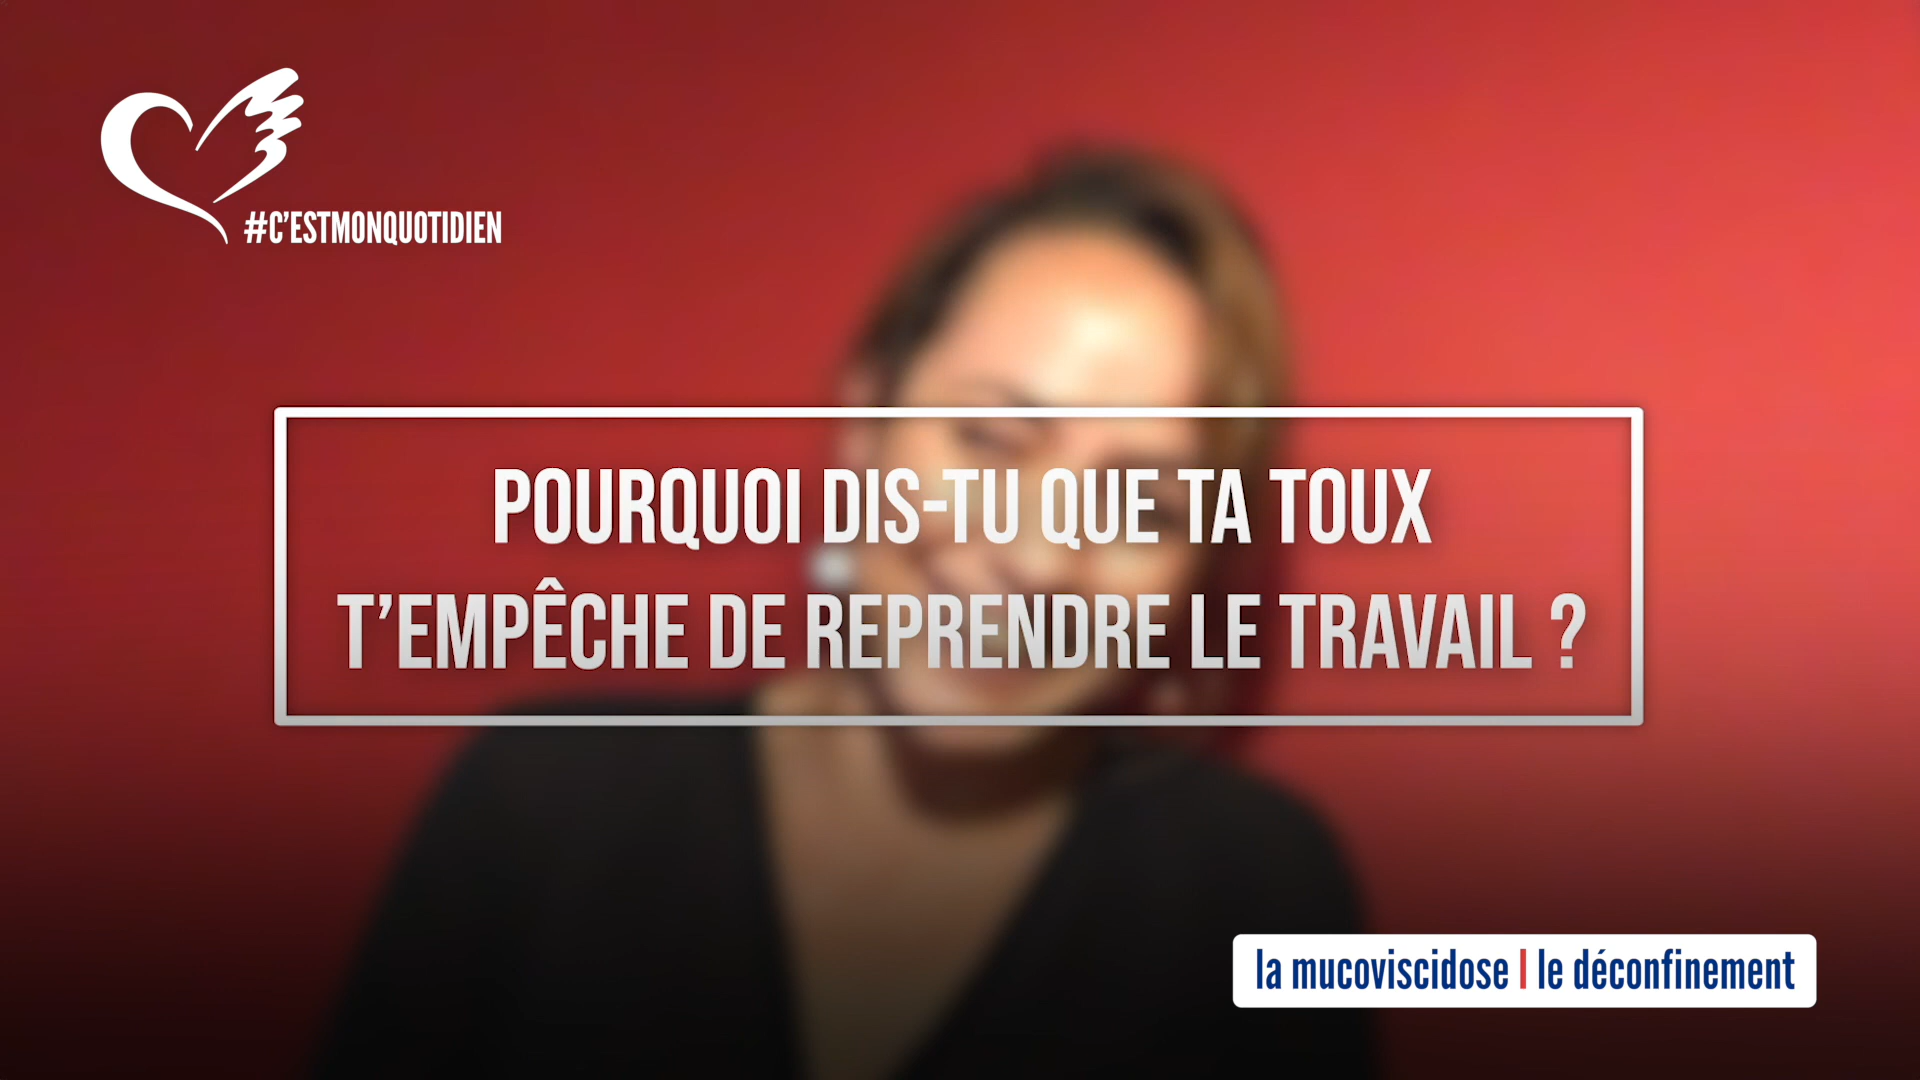 #C'ESTMONQUOTIDIEN
POURQUOI DIS-TU QUE TA TOUX
T'EMPÊCHE DE REPRENDRE LE TRAVAIL ?
la mucoviscidose | le déconfinement